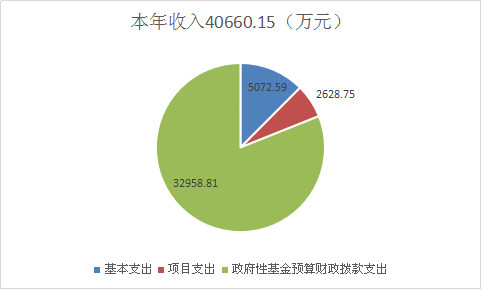 本年收入40660.15（万元）
5072.59
2628.75
32958.81
基本支出 项目支出 政府性基金预算财政拨款支出